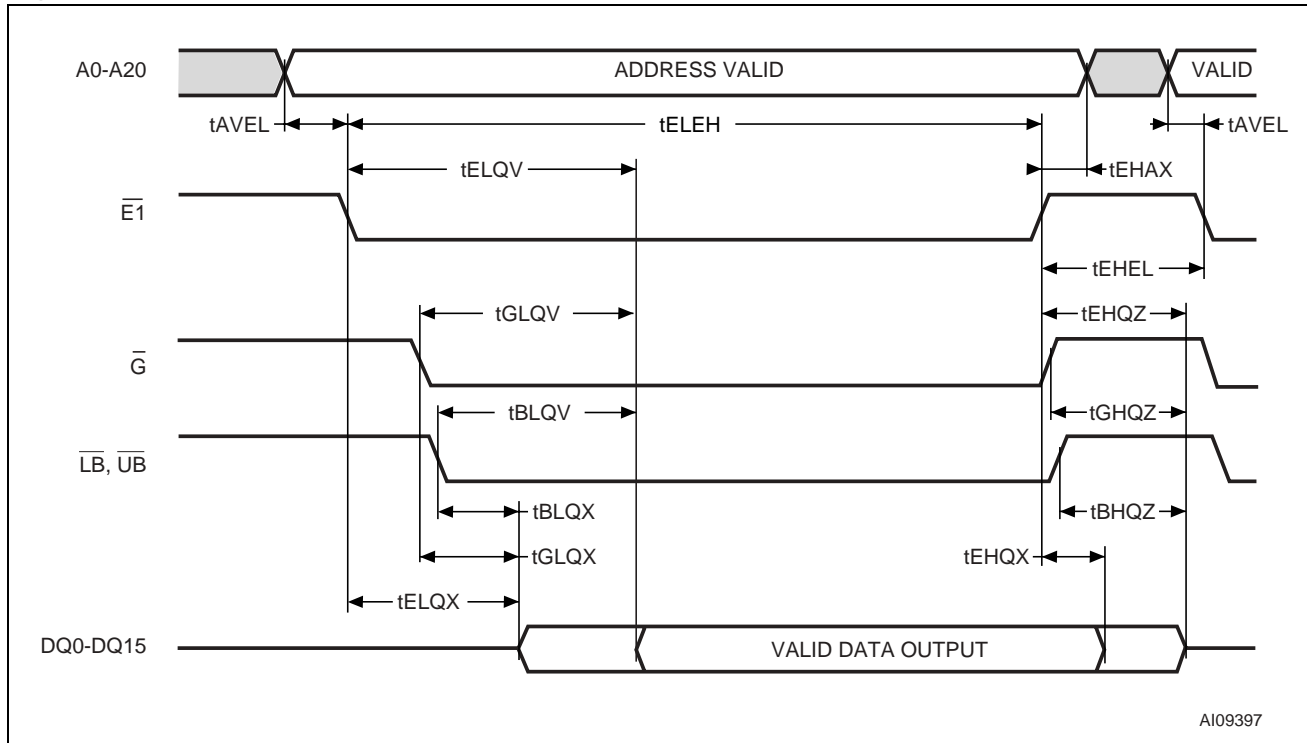 A0-A20 ADDRESS VALID VALID
tAVEL tELEH tAVEL
tELQV tEHAX
E1
tEHEL
tGLQV tEHQZ
G
tBLQV tGHQZ
LB, UB
tBLQX tBHQZ
tGLQX tEHQX
tELQX
DQ0-DQ15 VALID DATA OUTPUT
AI09397